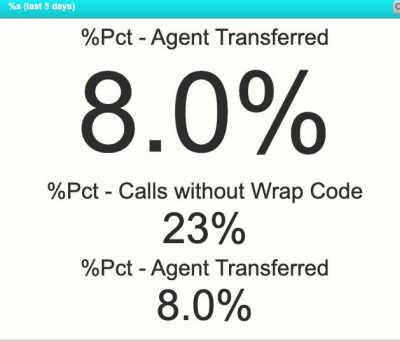 %s (last 5 days)
%Pct - Agent Transferred
8.0%
%Pct - Calls without Wrap Code
23%
%Pct - Agent Transferred
8.0%